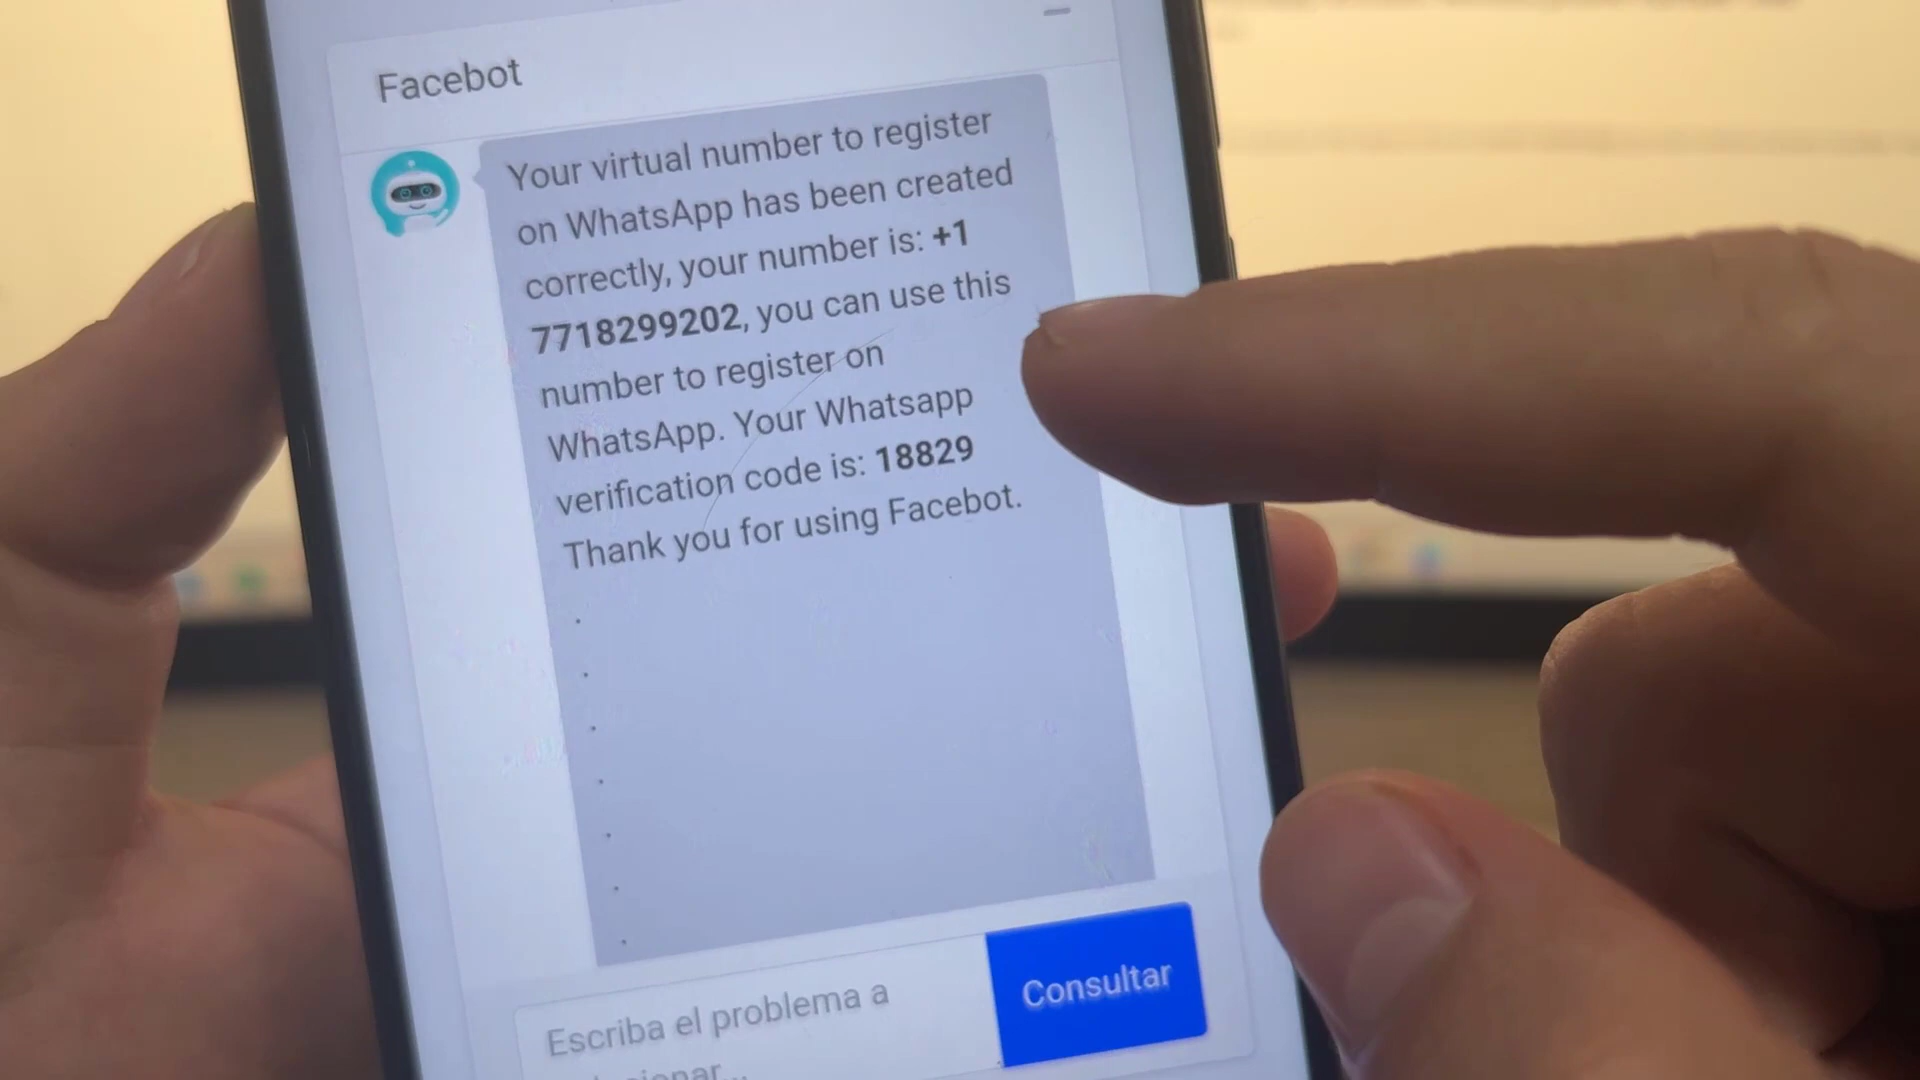 Facebot
Your virtual number to register
on WhatsApp has been created
correctly, your number is: +1
7718299202, you can use this
number to register on
WhatsApp. Your Whatsapp
verification code is: 18829
Thank you for using Facebot.
.
.
.
.
.
.
.
Escriba el problema a
Consultar